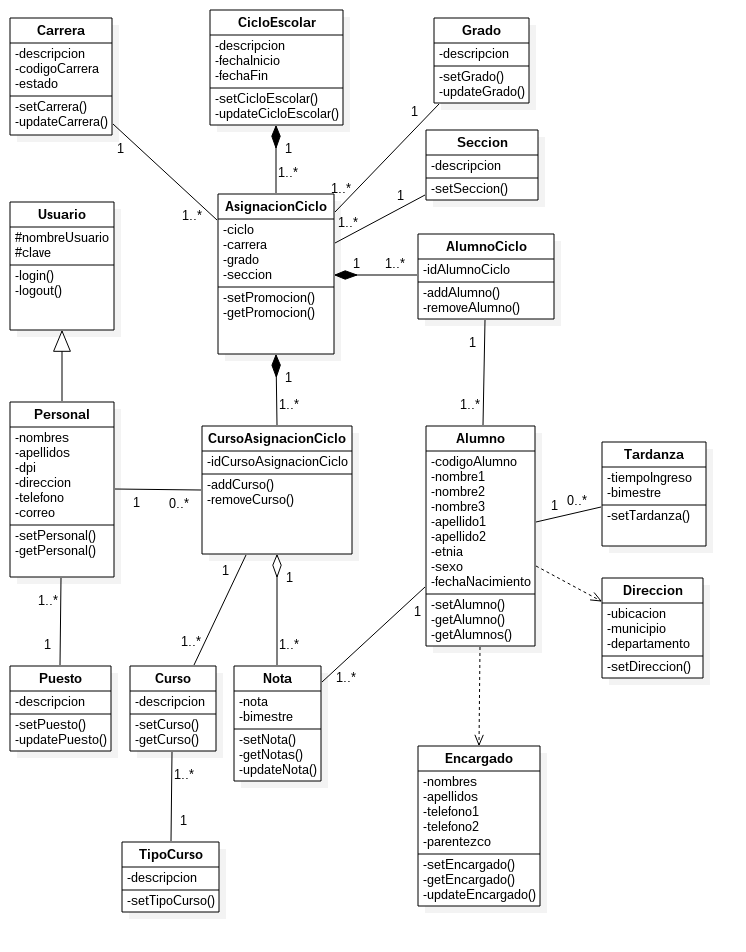 Carrera
-descripcion
-codigoCarrera
-estado
-setCarrera()
-updateCarrera()
CicloEscolar
-descripcion
-fechaInicio
-fechaFin
-setCicloEscolar()
-updateCicloEscolar()
Grado
-descripcion
-setGrado()
-updateGrado()
1
1
1
1..*
Seccion
-descripcion
-setSeccion()
1..*
1
1..*
1..*
Usuario
#nombreUsuario
#clave
-login()
-logout()
AsignacionCiclo
-ciclo
-carrera
-grado
-seccion
-setPromocion()
-getPromocion()
1
1..*
AlumnoCiclo
-idAlumnoCiclo
-addAlumno()
-removeAlumno()
1
1..*
1
1..*
Personal
-nombres
-apellidos
-dpi
-direccion
-telefono
-correo
-setPersonal()
-getPersonal()
1
0..*
CursoAsignacionCiclo
-idCursoAsignacionCiclo
-addCurso()
-removeCurso()
Alumno
-codigoAlumno
-nombre1
-nombre2
-nombre3
-apellido1
-apellido2
-etnia
-sexo
-fechaNacimiento
-setAlumno()
-getAlumno()
-getAlumnos()
1
0..*
Tardanza
-tiempoIngreso
-bimestre
-setTardanza()
Direccion
-ubicacion
-municipio
-departamento
-setDireccion()
1..*
1
1
1..*
1
1..*
1
1..*
Puesto
-descripcion
-setPuesto()
-updatePuesto()
Curso
-descripcion
-setCurso()
-getCurso()
Nota
-nota
-bimestre
-setNota()
-getNotas()
-updateNota()
1..*
1
TipoCurso
-descripcion
-setTipoCurso()
Encargado
-nombres
-apellidos
-telefono1
-telefono2
-parentezco
-setEncargado()
-getEncargado()
-updateEncargado()